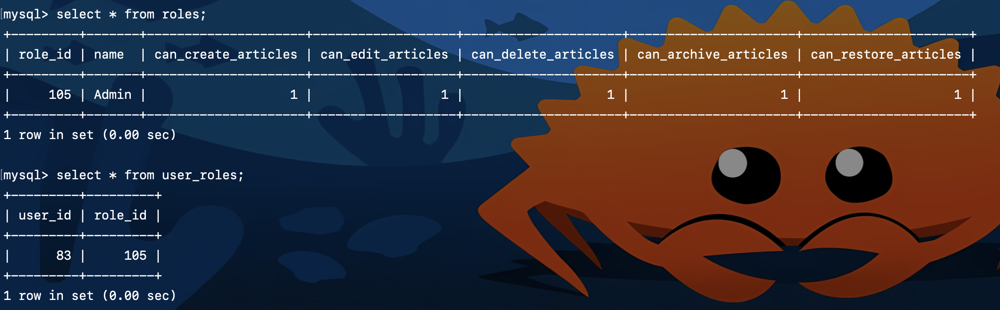 mysql> select * from roles;
+---------+-------+---------------------+-------------------+---------------------+----------------------+----------------------+
| role_id | name  | can_create_articles | can_edit_articles | can_delete_articles | can_archive_articles | can_restore_articles |
+---------+-------+---------------------+-------------------+---------------------+----------------------+----------------------+
|     105 | Admin |                   1 |                 1 |                   1 |                    1 |                    1 |
+---------+-------+---------------------+-------------------+---------------------+----------------------+----------------------+
1 row in set (0.00 sec)
mysql> select * from user_roles;
+---------+---------+
| user_id | role_id |
+---------+---------+
|      83 |     105 |
+---------+---------+
1 row in set (0.00 sec)